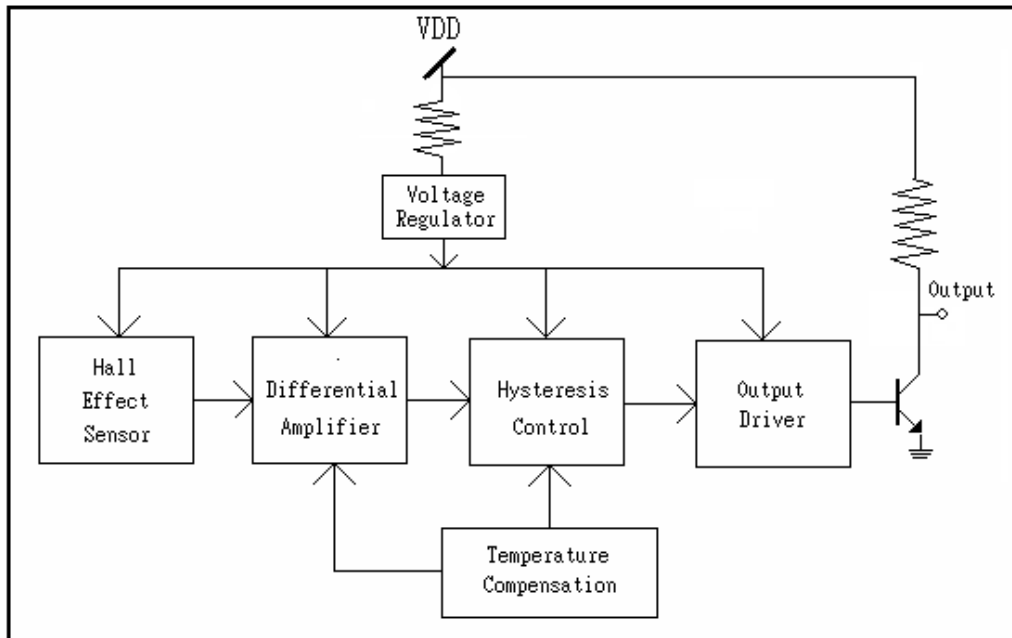 VDD
Voltage
Regulator
Output
Hall
Effect
Sensor
Differential
Amplifier
Hysteresis
Control
Output
Driver
Temperature
Compensation